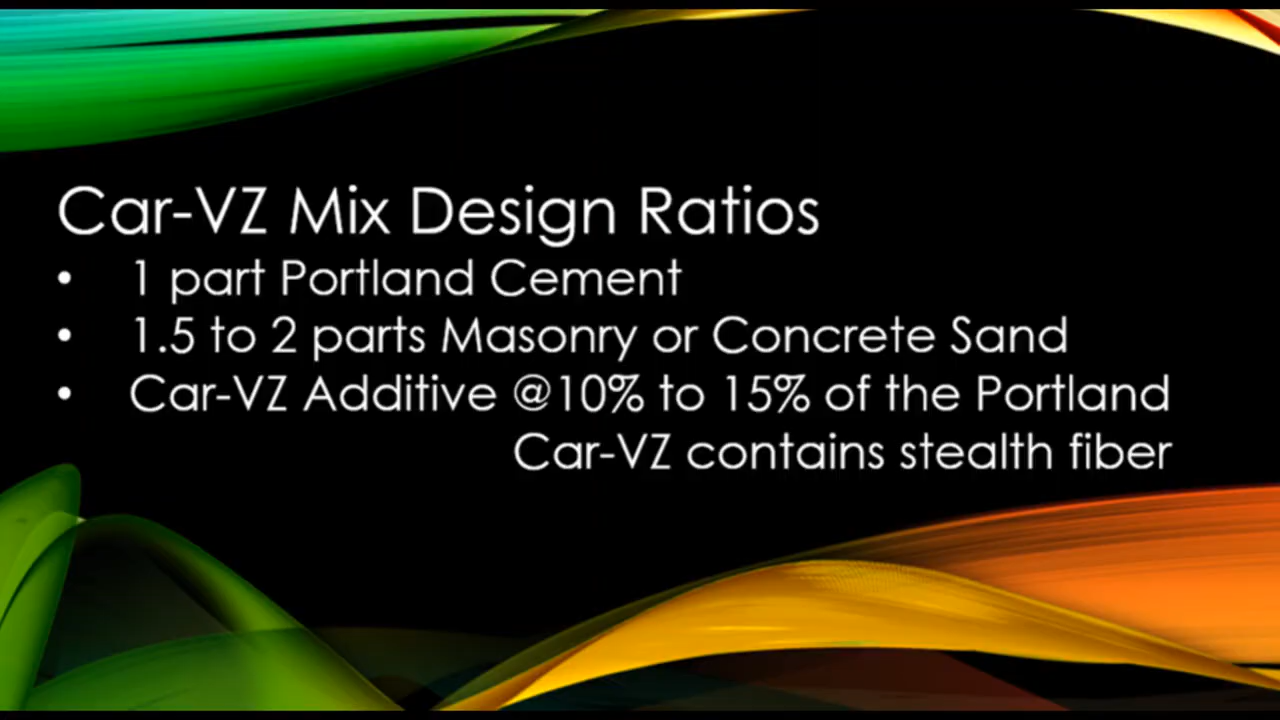 Car-VZ Mix Design Ratios
• 1 part Portland Cement
• 1.5 to 2 parts Masonry or Concrete Sand
• Car-VZ Additive @10% to 15% of the Portland
Car-VZ contains stealth fiber